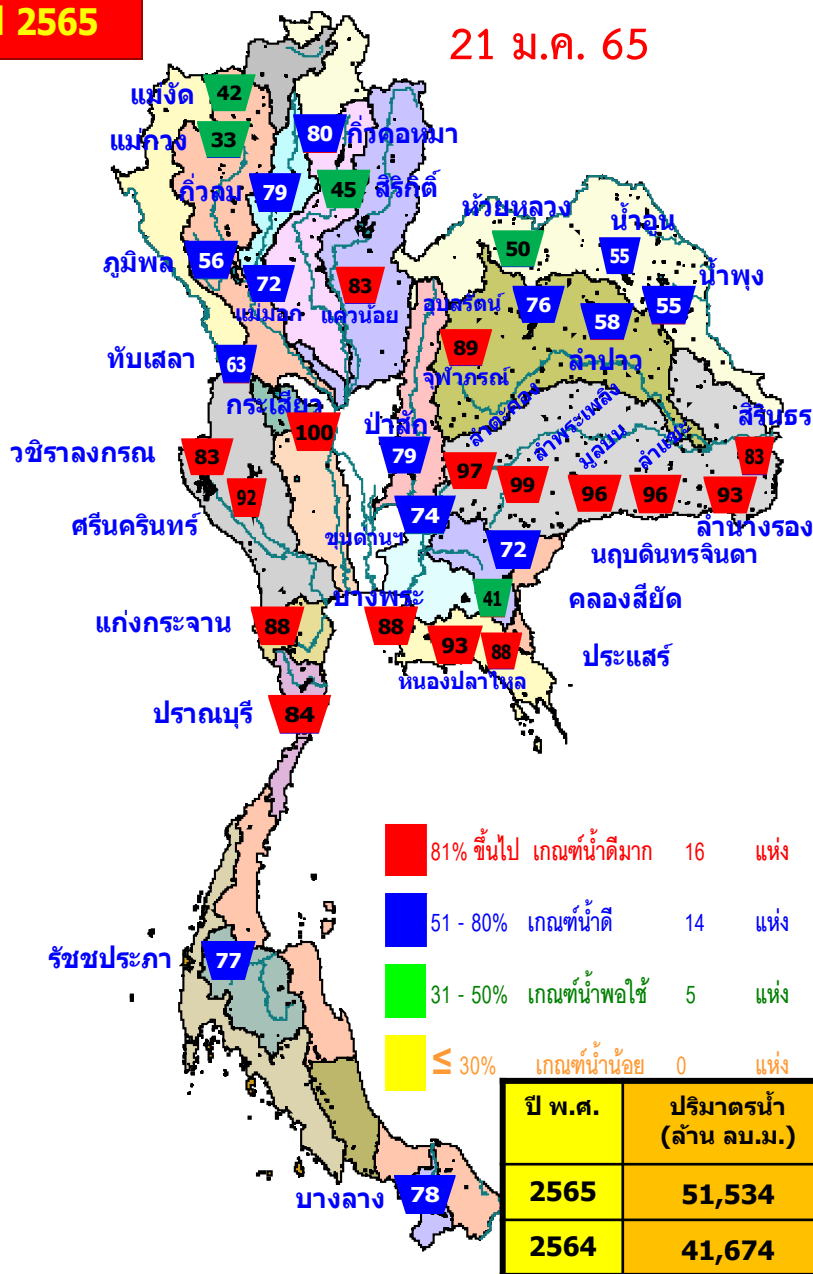 2565
21 ม.ค. 65
แม่งัด 42
แม่กวง 33
80 กิ่วคอหมา
กิ่วลม 79
45 สิริกิติ์
ห้วยหลวง 50
น้ำอูน 55
น้ำพุง 55
ภูมิพล 56
72 แม่มอก
83 แควน้อย
อุบลรัตน์ 76
58 ลำปาว
89 จุฬาภรณ์
ทับเสลา 63
กระเสียว 100
ป่าสัก 79
ลำตะคอง 97
ลำพระเพลิง 99
มูลบน 96
ลำแชะ 96
สิรินธร 83
93 ลำนางรอง
วชิราลงกรณ 83
ศรีนครินทร์ 92
ขุนด่านฯ 74
72 นฤบดินทรจินดา
41 คลองสียัด
บางพระ 88
แก่งกระจาน 88
93 หนองปลาไหล
88 ประแสร์
ปราณบุรี 84
81% ขึ้นไป เกณฑ์น้ำดีมาก 16 แห่ง
51 - 80% เกณฑ์น้ำดี 14 แห่ง
รัชชประภา 77
31 - 50% เกณฑ์น้ำพอใช้ 5 แห่ง
≤ 30% เกณฑ์น้ำน้อย 0 แห่ง
ปี พ.ศ. ปริมาตรน้ำ
(ล้าน ลบ.ม.)
บางลาง 78
2565 51,534
2564 41,674